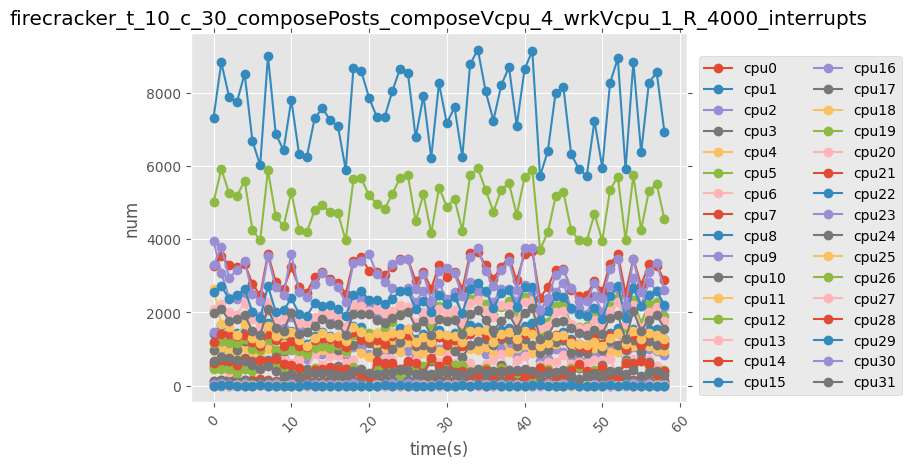 firecracker_t_10_c_30_composePosts_composeVcpu_4_wrkVcpu_1_R_4000_interrupts
8000
6000
4000
2000
0
num
0 10 20 30 40 50 60
time(s)
cpu0 cpu16
cpu1 cpu17
cpu2 cpu18
cpu3 cpu19
cpu4 cpu20
cpu5 cpu21
cpu6 cpu22
cpu7 cpu23
cpu8 cpu24
cpu9 cpu25
cpu10 cpu26
cpu11 cpu27
cpu12 cpu28
cpu13 cpu29
cpu14 cpu30
cpu15 cpu31